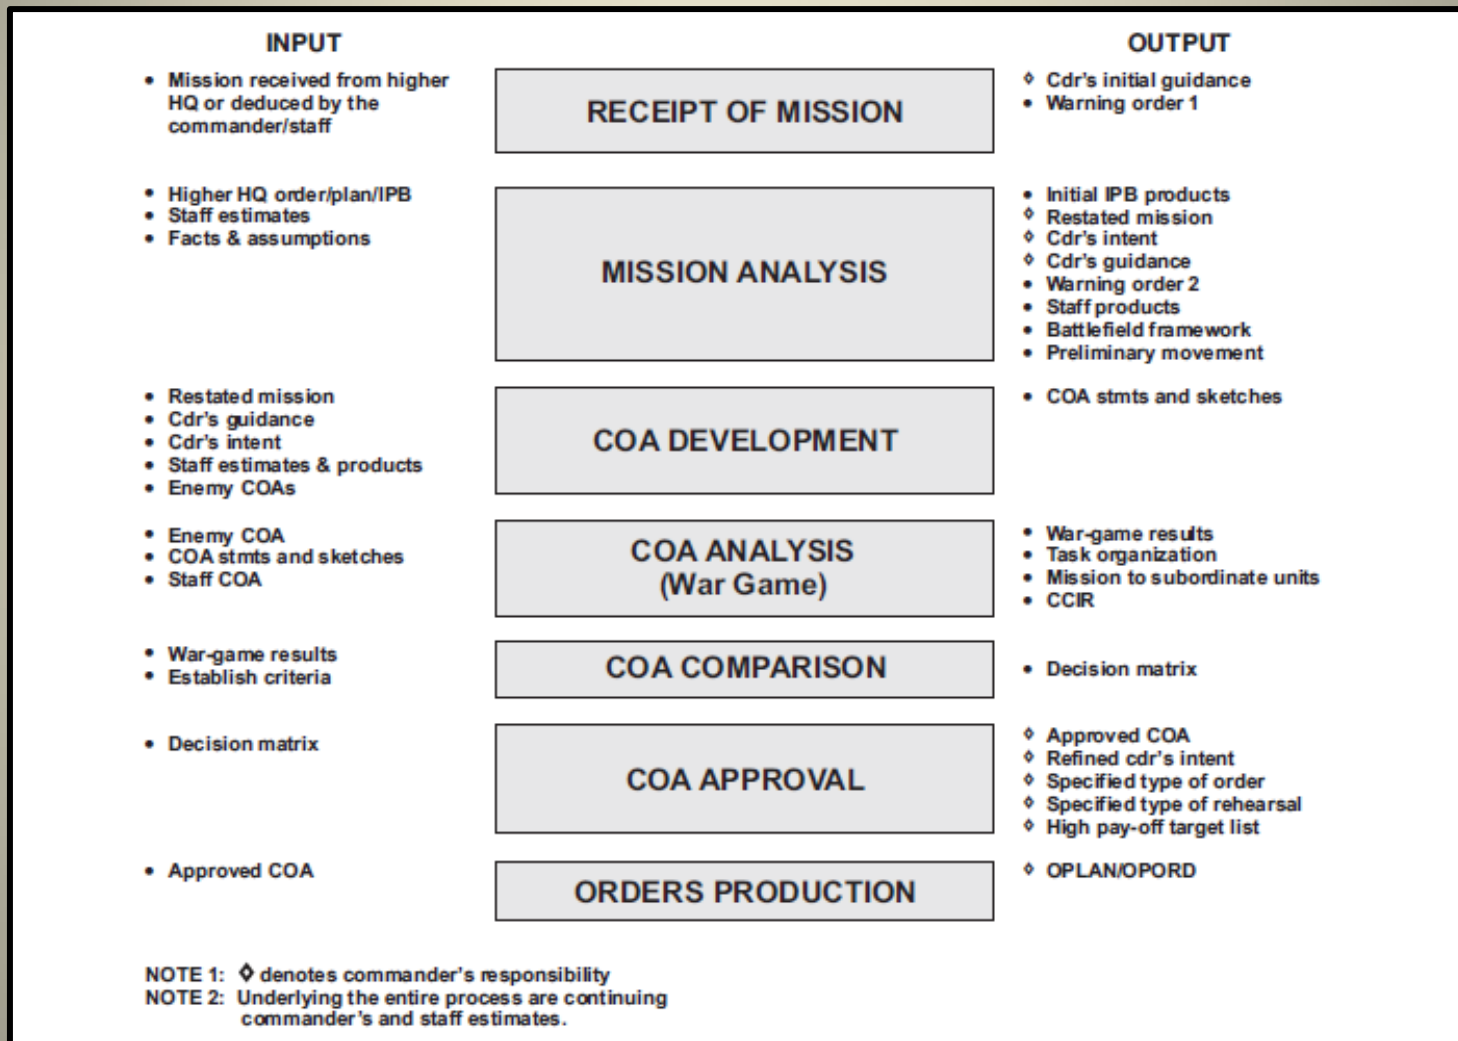 INPUT
OUTPUT
• Mission received from higher
HQ or deduced by the
commander/staff
RECEIPT OF MISSION
◊ Cdr's initial guidance
• Warning order 1
• Higher HQ order/plan/IPB
• Staff estimates
• Facts & assumptions
MISSION ANALYSIS
• Initial IPB products
◊ Restated mission
◊ Cdr's intent
◊ Cdr's guidance
• Warning order 2
• Staff products
• Battlefield framework
• Preliminary movement
• Restated mission
• Cdr's guidance
• Cdr's intent
• Staff estimates & products
• Enemy COAs
COA DEVELOPMENT
• COA stmts and sketches
• Enemy COA
• COA stmts and sketches
• Staff COA
COA ANALYSIS
(War Game)
• War-game results
• Task organization
• Mission to subordinate units
• CCIR
• War-game results
• Establish criteria
COA COMPARISON
• Decision matrix
• Decision matrix
COA APPROVAL
◊ Approved COA
◊ Refined cdr's intent
◊ Specified type of order
◊ Specified type of rehearsal
◊ High pay-off target list
• Approved COA
ORDERS PRODUCTION
◊ OPLAN/OPORD
NOTE 1: ◊ denotes commander's responsibility
NOTE 2: Underlying the entire process are continuing
commander's and staff estimates.